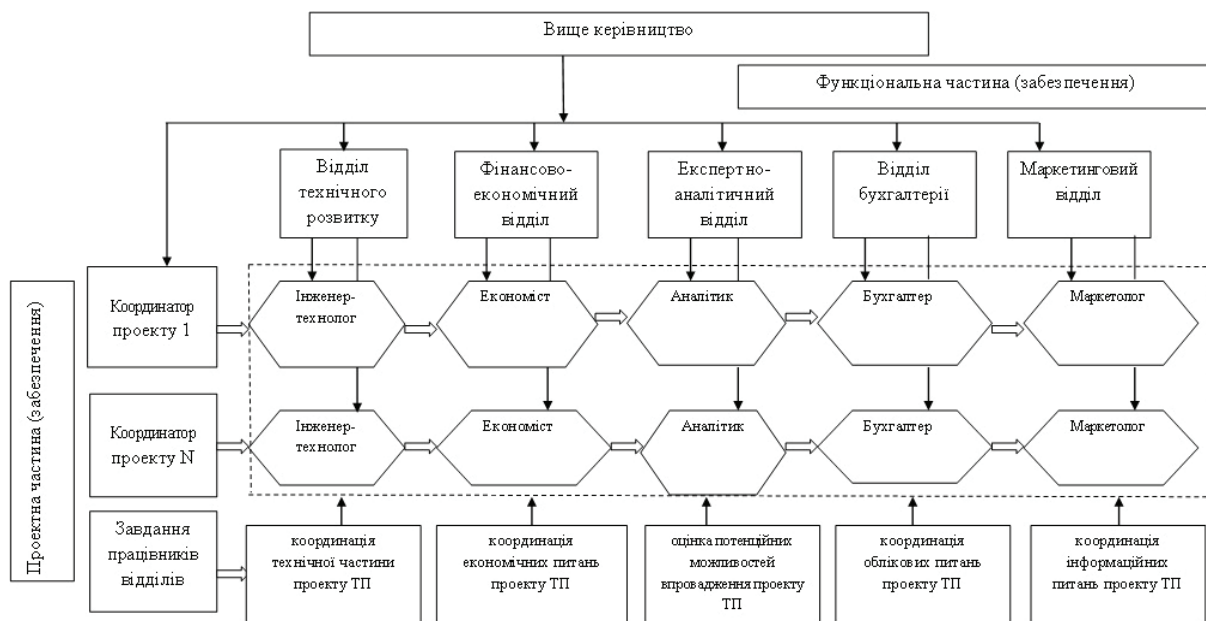 Вище керівництво
Функціональна частина (забезпечення)
Відділ
технічного
розвитку
Фінансово-
економічний
відділ
Експертно-
аналітичний
відділ
Відділ
бухгалтерії
Маркетинговий
відділ
Проектна частина (забезпечення)
Координатор
проекту 1
Інженер-
технолог
Економіст
Аналітик
Бухгалтер
Маркетолог
Координатор
проекту N
Інженер-
технолог
Економіст
Аналітик
Бухгалтер
Маркетолог
Завдання
працівників
відділів
координація
технічної частини
проекту ТП
координація
економічних питань
проекту ТП
оцінка потенційних
можливостей
впровадження проекту
ТП
координація
облікових питань
проекту ТП
координація
інформаційних
питань проекту ТП